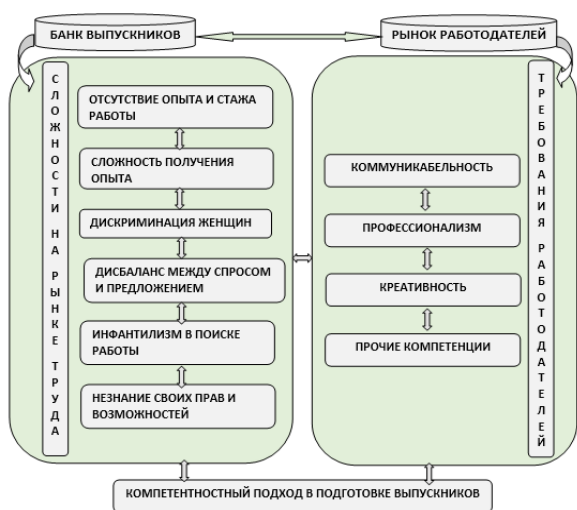 БАНК ВЫПУСКНИКОВ
РЫНОК РАБОТОДАТЕЛЕЙ
СЛОЖНОСТИ НА РЫНКЕ ТРУДА
ОТСУТСТВИЕ ОПЫТА И СТАЖА
РАБОТЫ
СЛОЖНОСТЬ ПОЛУЧЕНИЯ
ОПЫТА
ДИСКРИМИНАЦИЯ ЖЕНЩИН
ДИСБАЛАНС МЕЖДУ СПРОСОМ
И ПРЕДЛОЖЕНИЕМ
ИНФАНТИЛИЗМ В ПОИСКЕ
РАБОТЫ
НЕЗНАНИЕ СВОИХ ПРАВ И
ВОЗМОЖНОСТЕЙ
КОММУНИКАБЕЛЬНОСТЬ
ПРОФЕССИОНАЛИЗМ
КРЕАТИВНОСТЬ
ПРОЧИЕ КОМПЕТЕНЦИИ
ТРЕБОВАНИЯ РАБОТОДАТЕЛЕЙ
КОМПЕТЕНТНОСТНЫЙ ПОДХОД В ПОДГОТОВКЕ ВЫПУСКНИКОВ